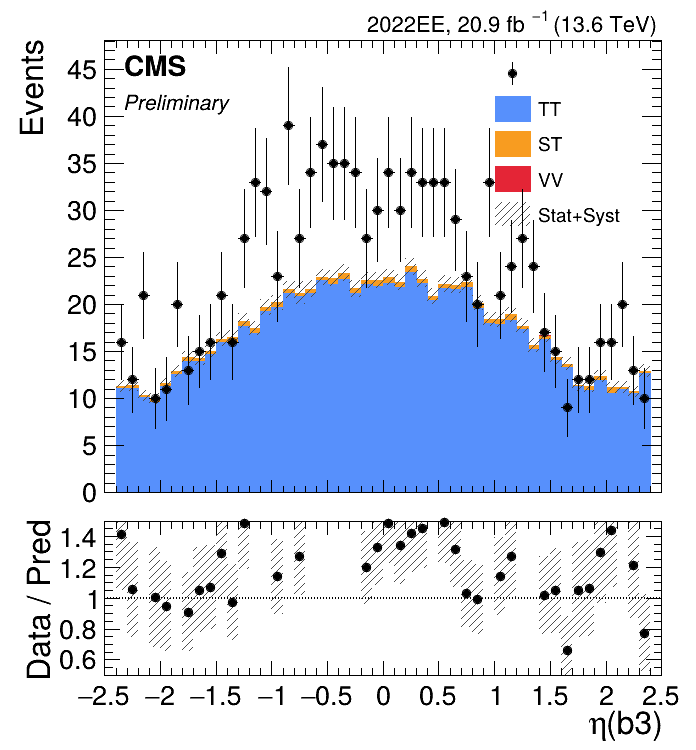 2022EE, 20.9 fb⁻¹ (13.6 TeV)
CMS
Preliminary
Events
45
40
35
30
25
20
15
10
5
0
TT
ST
VV
Stat+Syst
Data / Pred
1.4
1.2
1
0.8
0.6
−2.5 −2 −1.5 −1 −0.5 0 0.5 1 1.5 2 2.5
η(b3)